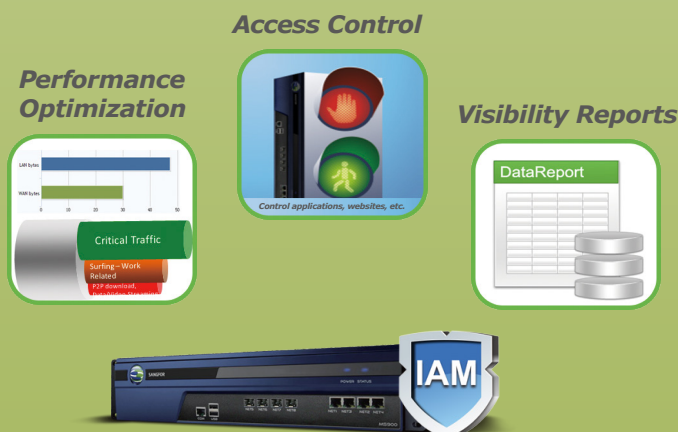 Access Control
Performance
Optimization
Visibility Reports
LAN bytes
WAN bytes
0 10 20 30 40 50
Critical Traffic
Surfing – Work
Related
P2P download,
Control applications, websites, etc.
DataReport
SANGFOR
POWER STATUS
IAM
M5900